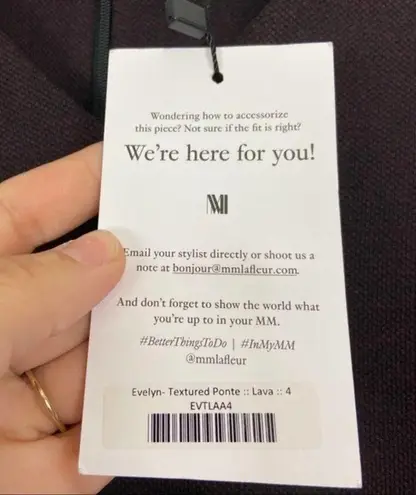 Wondering how to accessorize
this piece? Not sure if the fit is right?
We're here for you!
MM
Email your stylist directly or shoot us a
note at bonjour@mmlafleur.com.
And don't forget to show the world what
you're up to in your MM.
#BetterThingsToDo | #InMyMM
@mmlafleur
Evelyn- Textured Ponte :: Lava :: 4
EVTLAA4